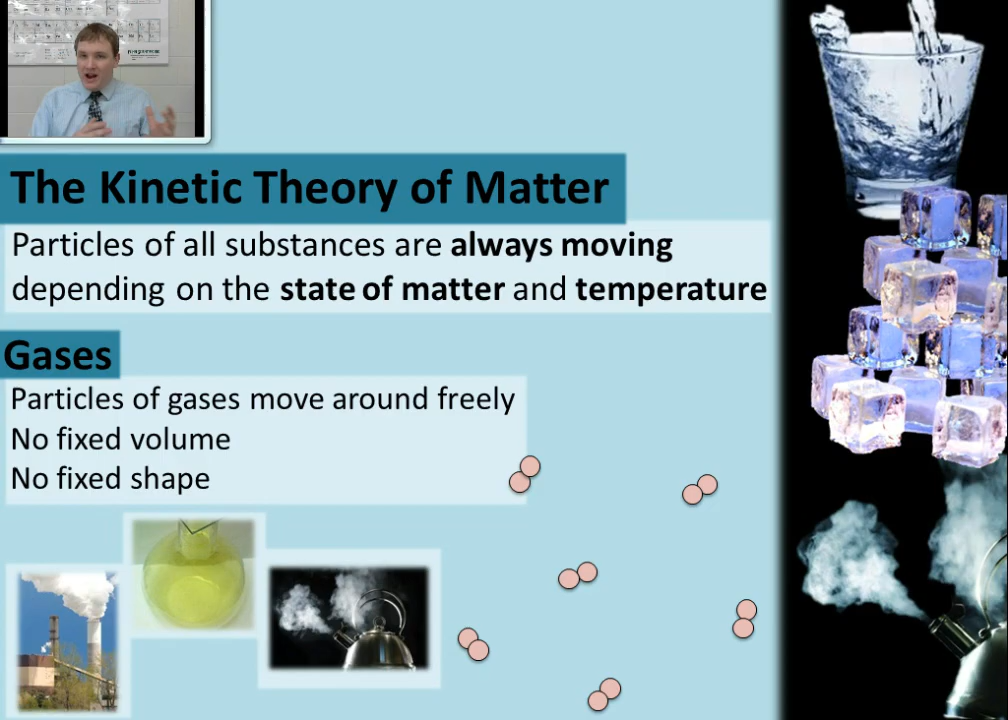 The Kinetic Theory of Matter
Particles of all substances are always moving
depending on the state of matter and temperature
Gases
Particles of gases move around freely
No fixed volume
No fixed shape